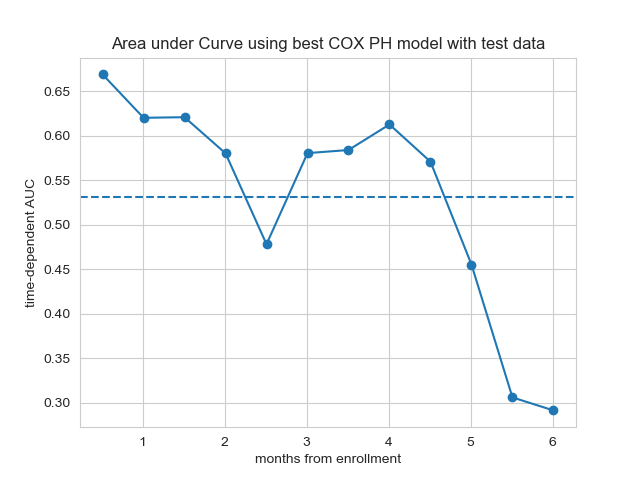 Area under Curve using best COX PH model with test data
time-dependent AUC
0.65
0.60
0.55
0.50
0.45
0.40
0.35
0.30
1 2 3 4 5 6
months from enrollment